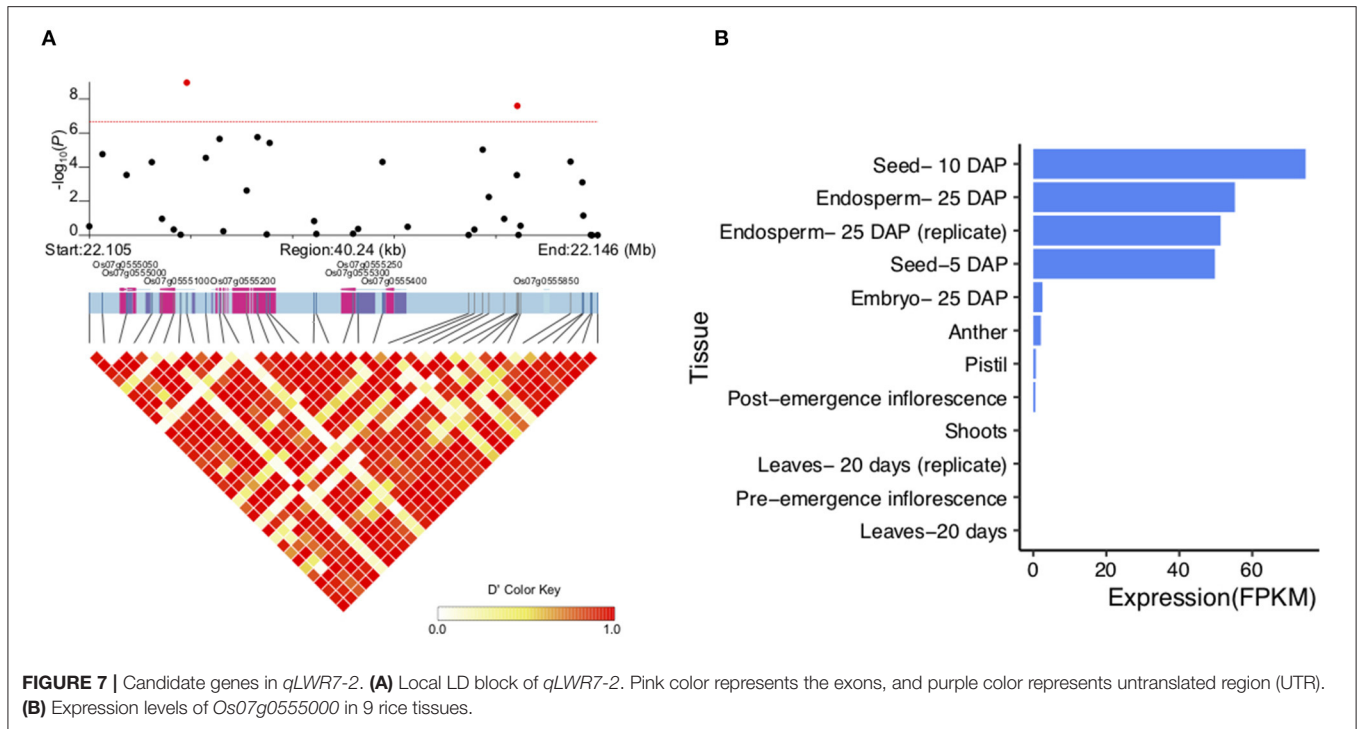 A
8
6
4
2
0
-log10(P)
Start:22.105 Region:40.24 (kb) End:22.146 (Mb)
Os07g0555050 Os07g0555250
Os07g0555000 Os07g0555300
Os07g0555100 Os07g0555200 Os07g0555400 Os07g0555850
D' Color Key
0.0 1.0
B
Tissue
Seed– 10 DAP
Endosperm– 25 DAP
Endosperm– 25 DAP (replicate)
Seed–5 DAP
Embryo– 25 DAP
Anther
Pistil
Post–emergence inflorescence
Shoots
Leaves– 20 days (replicate)
Pre–emergence inflorescence
Leaves–20 days
0 20 40 60
Expression(FPKM)
FIGURE 7 | Candidate genes in qLWR7-2. (A) Local LD block of qLWR7-2. Pink color represents the exons, and purple color represents untranslated region (UTR).
(B) Expression levels of Os07g0555000 in 9 rice tissues.